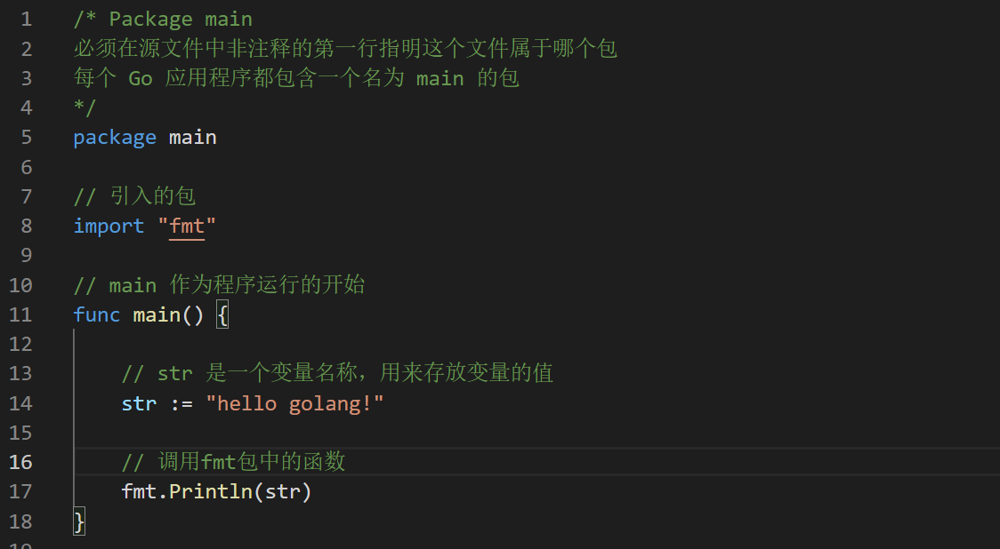 1 /* Package main
2 必须在源文件中非注释的第一行指明这个文件属于哪个包
3 每个 Go 应用程序都包含一个名为 main 的包
4 */
5 package main
6
7 // 引入的包
8 import "fmt"
9
10 // main 作为程序运行的开始
11 func main() {
12
13 // str 是一个变量名称，用来存放变量的值
14 str := "hello golang!"
15
16 // 调用fmt包中的函数
17 fmt.Println(str)
18 }
19